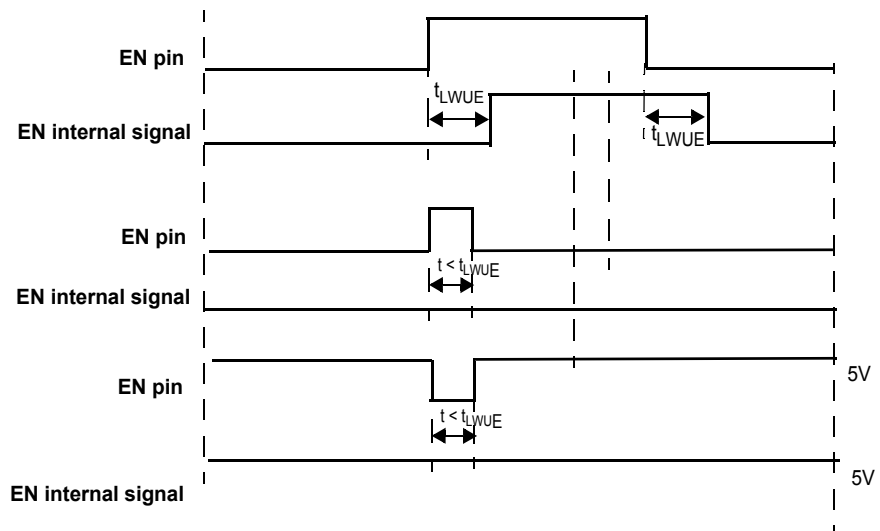 EN pin
tLWUE
EN internal signal
tLWUE
EN pin
t < tLWUE
EN internal signal
5V
EN pin
t < tLWUE
5V
EN internal signal